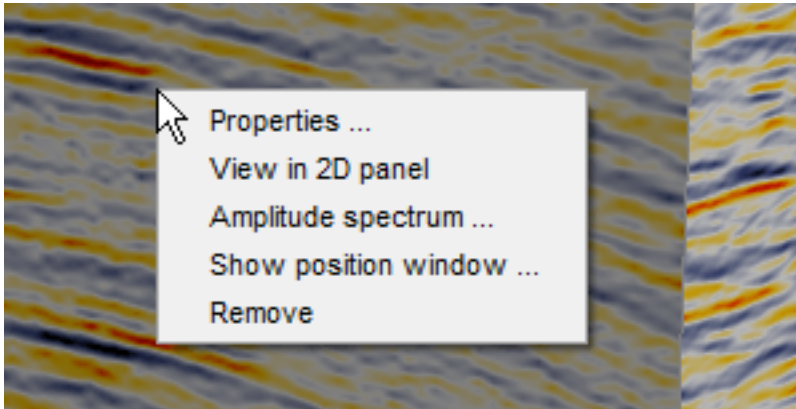 Properties ...
View in 2D panel
Amplitude spectrum ...
Show position window ...
Remove